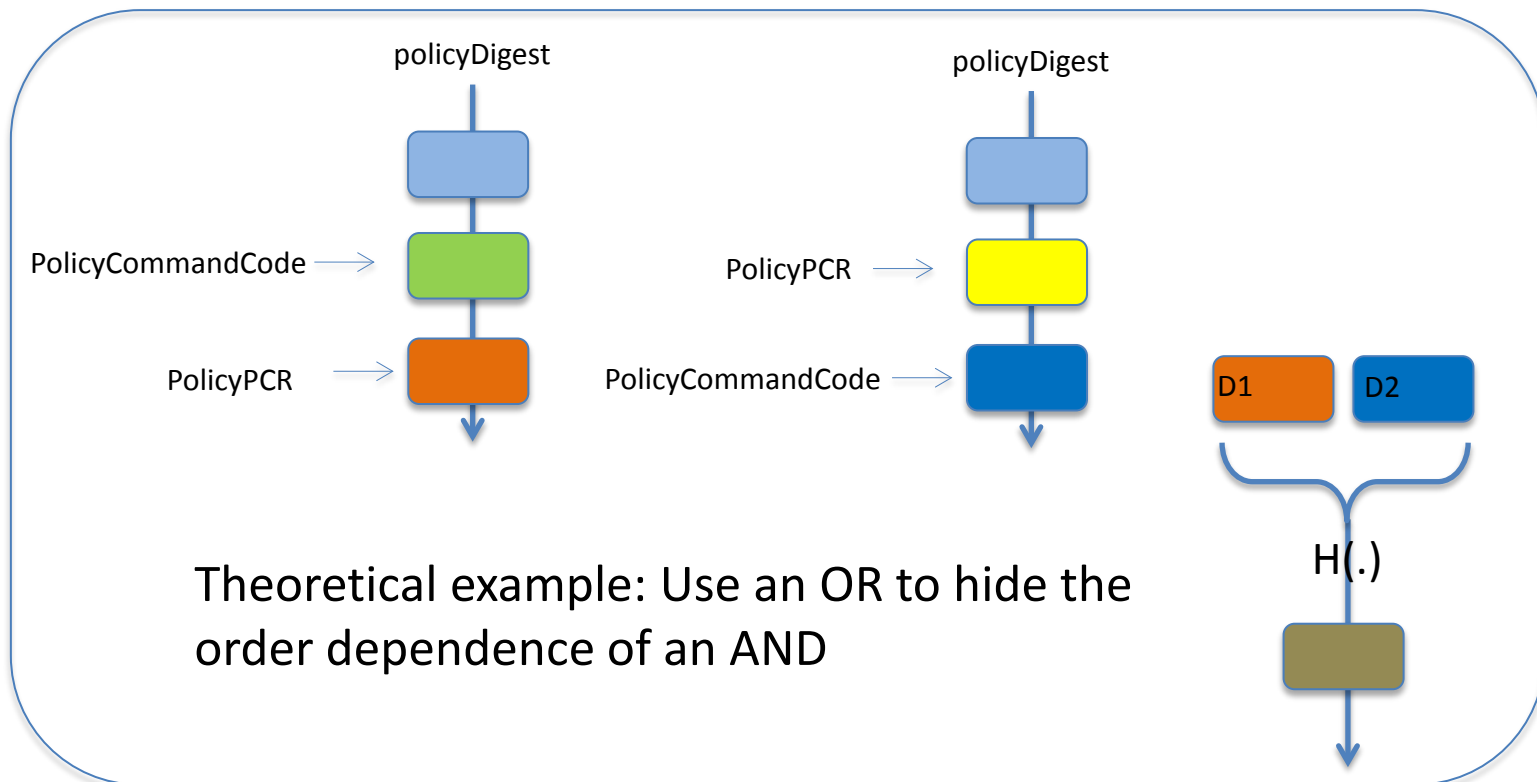 policyDigest
PolicyCommandCode
PolicyPCR
policyDigest
PolicyPCR
PolicyCommandCode
D1
D2
H(.)
Theoretical example: Use an OR to hide the
order dependence of an AND